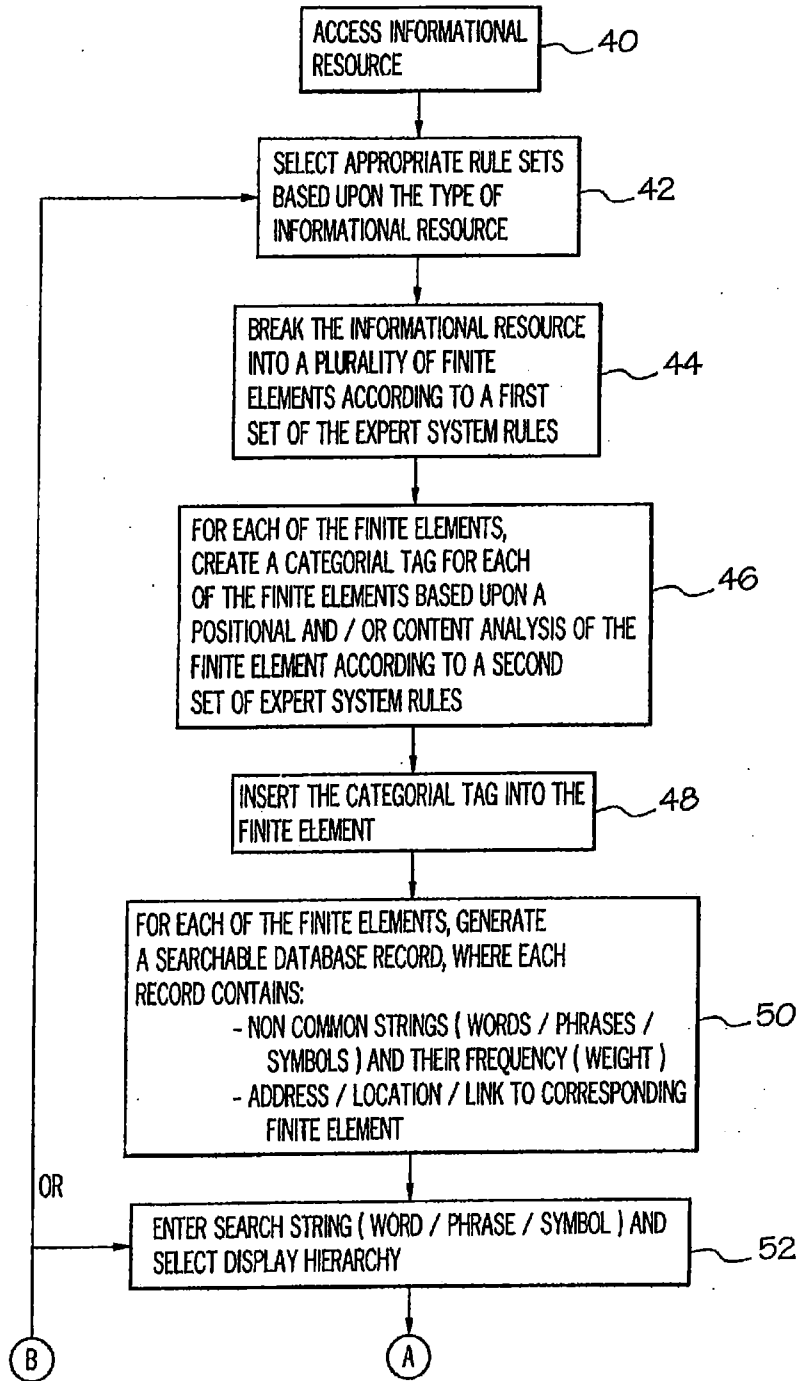 ACCESS INFORMATIONAL
RESOURCE
40
SELECT APPROPRIATE RULE SETS
BASED UPON THE TYPE OF
INFORMATIONAL RESOURCE
42
BREAK THE INFORMATIONAL RESOURCE
INTO A PLURALITY OF FINITE
ELEMENTS ACCORDING TO A FIRST
SET OF THE EXPERT SYSTEM RULES
44
FOR EACH OF THE FINITE ELEMENTS,
CREATE A CATEGORIAL TAG FOR EACH
OF THE FINITE ELEMENTS BASED UPON A
POSITIONAL AND / OR CONTENT ANALYSIS OF THE
FINITE ELEMENT ACCORDING TO A SECOND
SET OF EXPERT SYSTEM RULES
46
INSERT THE CATEGORIAL TAG INTO THE
FINITE ELEMENT
48
FOR EACH OF THE FINITE ELEMENTS, GENERATE
A SEARCHABLE DATABASE RECORD, WHERE EACH
RECORD CONTAINS:
- NON COMMON STRINGS ( WORDS / PHRASES /
SYMBOLS ) AND THEIR FREQUENCY ( WEIGHT )
- ADDRESS / LOCATION / LINK TO CORRESPONDING
FINITE ELEMENT
50
OR
ENTER SEARCH STRING ( WORD / PHRASE / SYMBOL ) AND
SELECT DISPLAY HIERARCHY
52
B
A